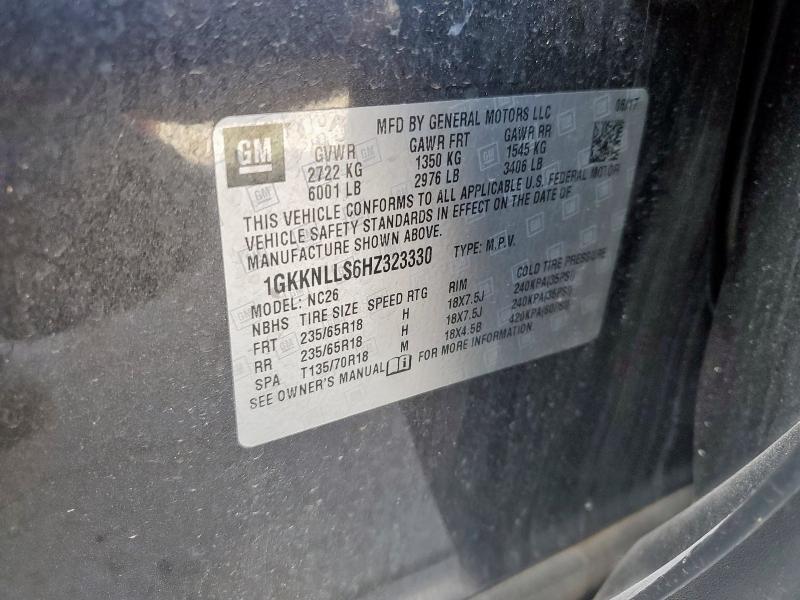 MFD BY GENERAL MOTORS LLC 06/17
GM GVWR GAWR FRT GAWR RR
2722 KG 1350 KG 1545 KG
6001 LB 2976 LB 3406 LB
THIS VEHICLE CONFORMS TO ALL APPLICABLE U.S. FEDERAL MOTOR
VEHICLE SAFETY STANDARDS IN EFFECT ON THE DATE OF
MANUFACTURE SHOWN ABOVE.
1GKKNLLS6HZ323330 TYPE: M.P.V.
MODEL: NC26
NBHS TIRE SIZE SPEED RTG RIM COLD TIRE PRESSURE
FRT 235/65R18 H 18X7.5J 240KPA(35PSI)
RR 235/65R18 H 18X7.5J 240KPA(35PSI)
SPA T135/70R18 M 18X4.5B 420KPA(60PSI)
SEE OWNER'S MANUAL FOR MORE INFORMATION